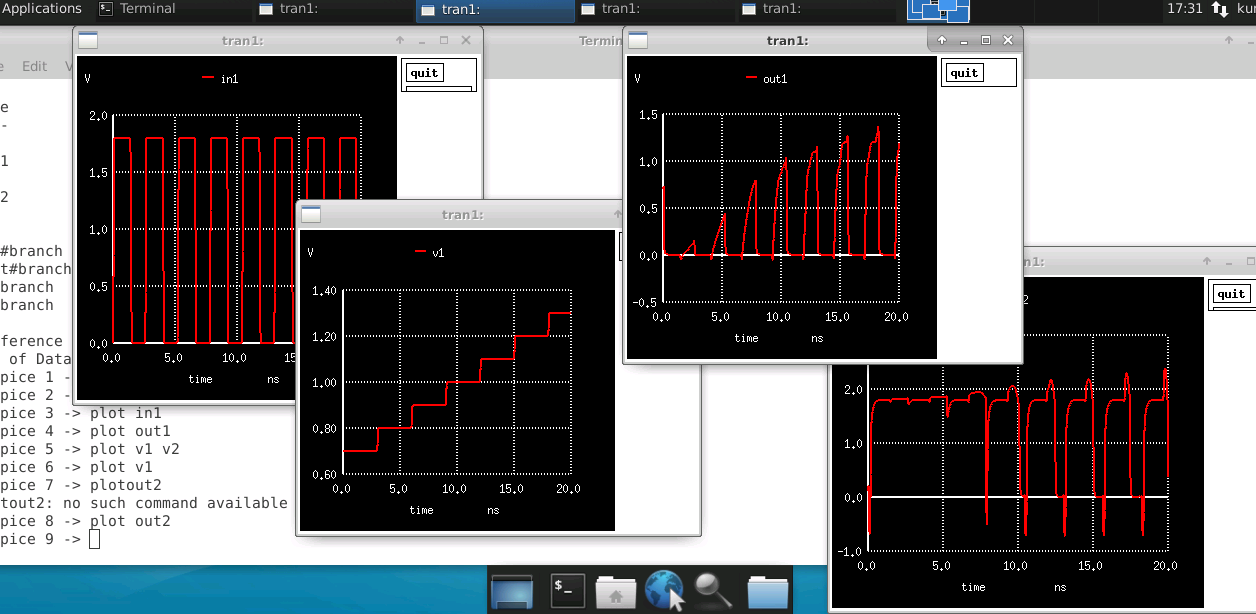 Applications Terminal tran1: tran1: tran1: tran1: 17:31
tran1:
V in1
quit
2.0
1.5
1.0
0.5
0.0
0.0 5.0 10.0
time ns
Termin
Edit
tran1:
V out1
quit
1.5
1.0
0.5
0.0
-0.5
0.0 5.0 10.0 15.0 20.0
time ns
tran1:
V v1
1.40
1.20
1.00
0.80
0.60
0.0 5.0 10.0 15.0 20.0
time ns
n1:
2
quit
2.0
1.0
0.0
-1.0
0.0 5.0 10.0 15.0 20.0
time ns
e
-
1
2
#branch
t#branch
branch
branch
ference
of Data
pice 1 -
pice 2 -
pice 3 -> plot in1
pice 4 -> plot out1
pice 5 -> plot v1 v2
pice 6 -> plot v1
pice 7 -> plotout2
tout2: no such command available
pice 8 -> plot out2
pice 9 ->
$_